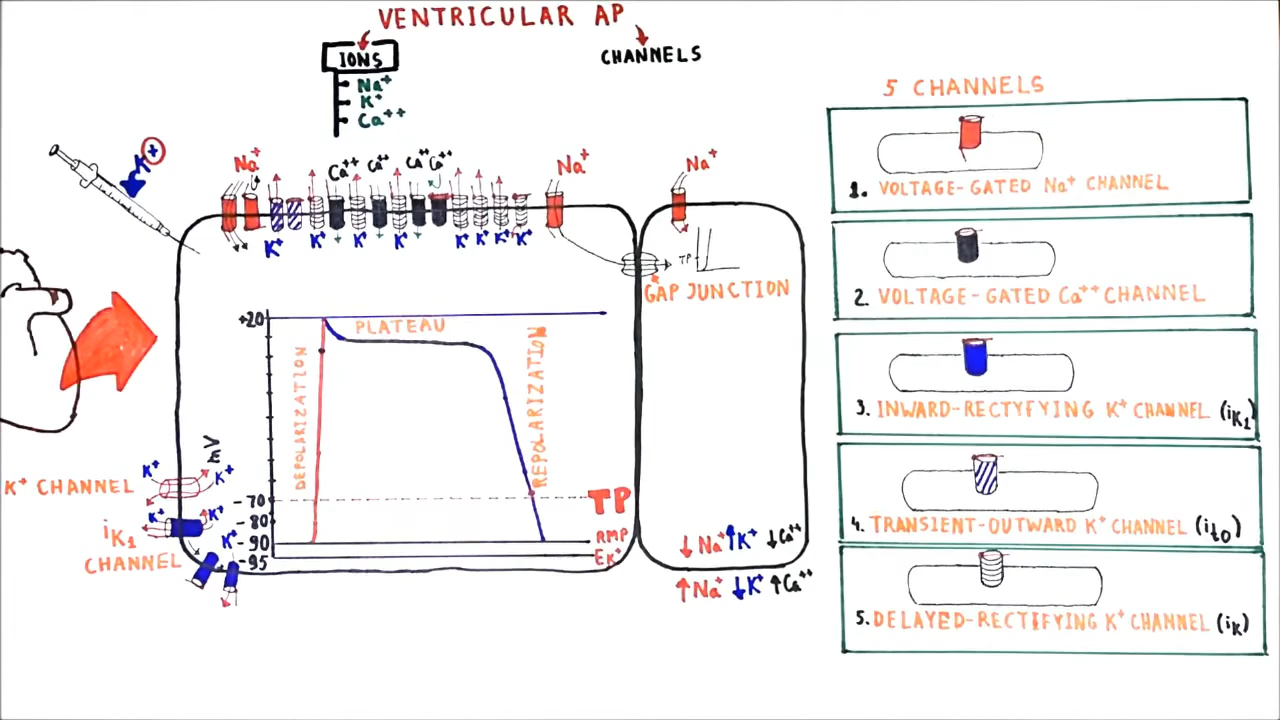 VENTRICULAR AP
IONS
CHANNELS
Na⁺
K⁺
Ca⁺⁺
K⁺
Na⁺
Ca⁺⁺ Ca⁺⁺ Ca⁺⁺ Ca⁺⁺
Na⁺
Na⁺
K⁺ K⁺ K⁺ K⁺ K⁺ K⁺ K⁺
TP
GAP JUNCTION
+20
PLATEAU
DEPOLARIZATION
REPOLARIZATION
mV
K⁺ K⁺
K⁺ CHANNEL
-70
TP
K⁺ K⁺
iK₁
CHANNEL
K⁺
-80
-90
RMP
-95
EK⁺
↓Na⁺ ↑K⁺ ↓Ca⁺⁺
↑Na⁺ ↓K⁺ ↑Ca⁺⁺
5 CHANNELS
1. VOLTAGE-GATED Na⁺ CHANNEL
2. VOLTAGE-GATED Ca⁺⁺ CHANNEL
3. INWARD-RECTYFYING K⁺ CHANNEL (iK₁)
4. TRANSIENT-OUTWARD K⁺ CHANNEL (ito)
5. DELAYED-RECTIFYING K⁺ CHANNEL (iK)